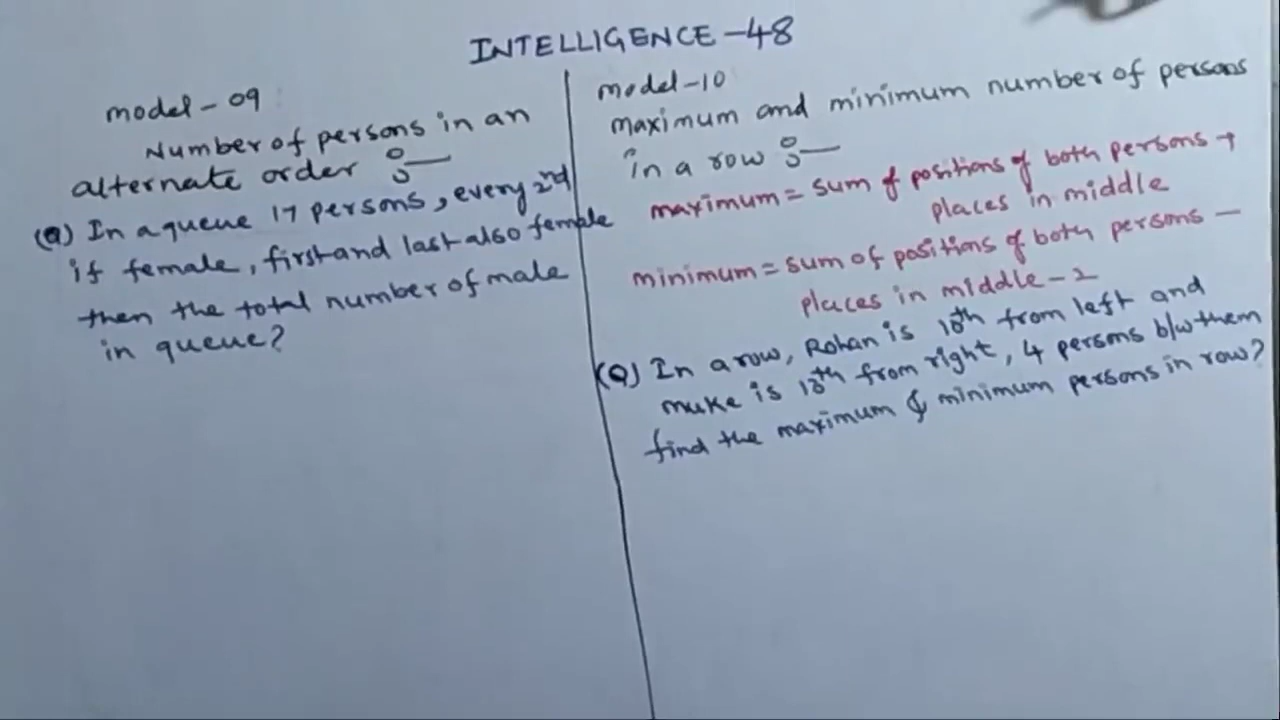 INTELLIGENCE-48
model-09
Number of persons in an
alternate order :-
(Q) In a queue 17 persons, every 2nd
if female, first and last also female
then the total number of male
in queue?
model-10
maximum and minimum number of persons
in a row :-
maximum = sum of positions of both persons +
places in middle
minimum = sum of positions of both persons -
places in middle - 2
(Q) In a row, Rohan is 10th from left and
muke is 10th from right, 4 persons b/w them
find the maximum & minimum persons in row?